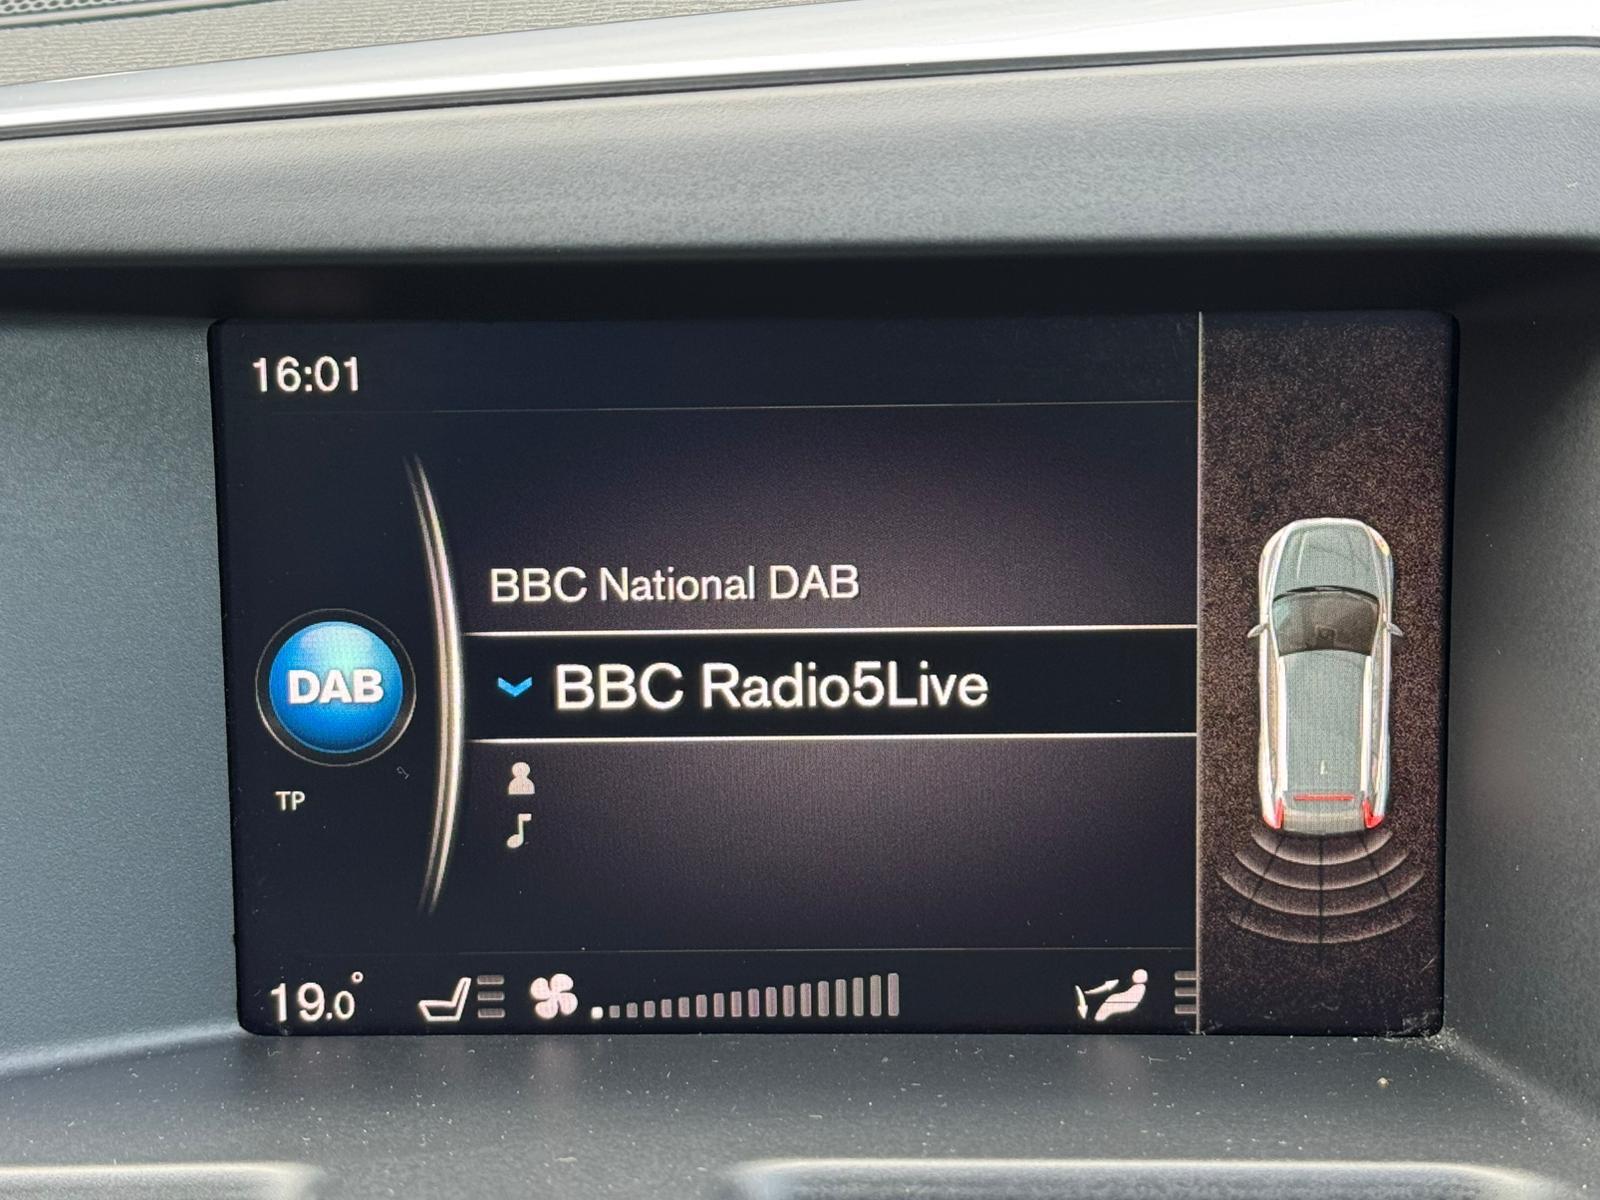 16:01
BBC National DAB
BBC Radio5Live
DAB
TP
19.0°